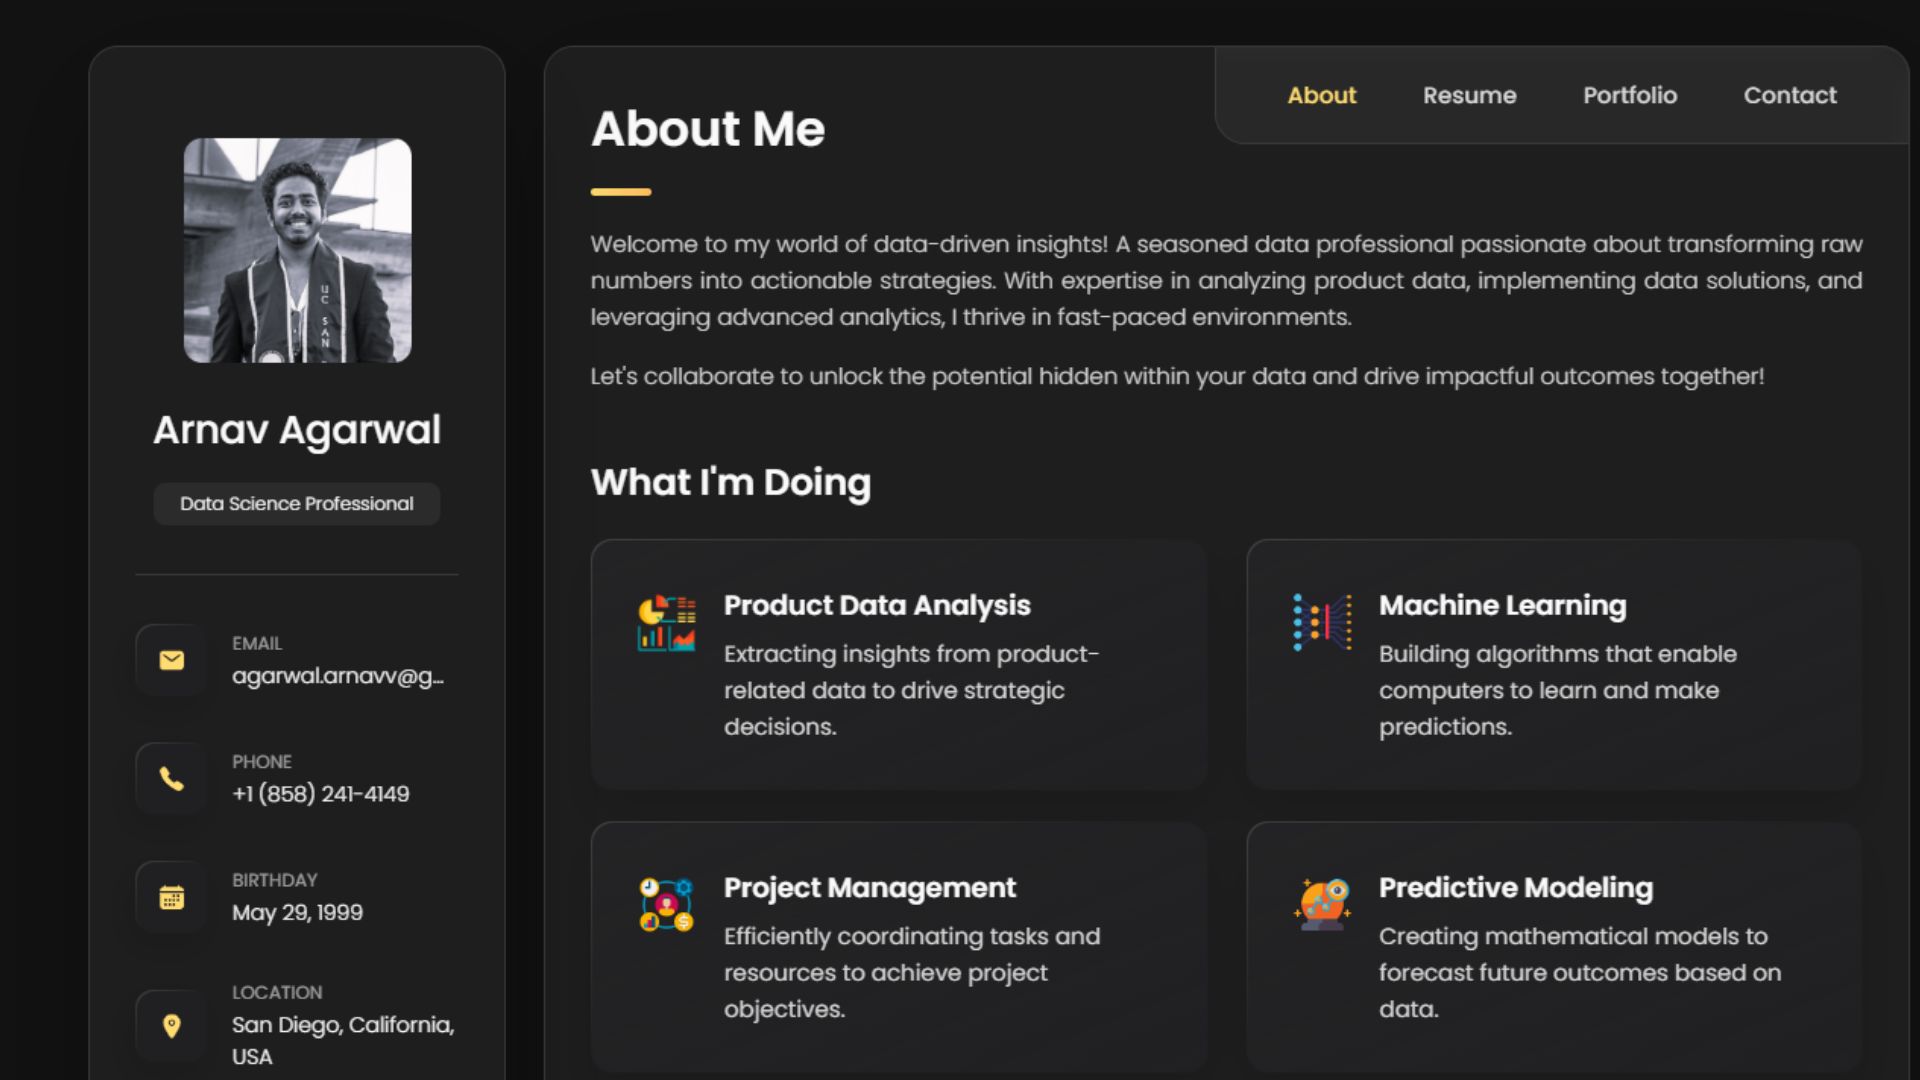 UC SAN
Arnav Agarwal
Data Science Professional
EMAIL
agarwal.arnavv@g...
PHONE
+1 (858) 241-4149
BIRTHDAY
May 29, 1999
LOCATION
San Diego, California,
USA
About
Resume
Portfolio
Contact
About Me
Welcome to my world of data-driven insights! A seasoned data professional passionate about transforming raw
numbers into actionable strategies. With expertise in analyzing product data, implementing data solutions, and
leveraging advanced analytics, I thrive in fast-paced environments.
Let's collaborate to unlock the potential hidden within your data and drive impactful outcomes together!
What I'm Doing
Product Data Analysis
Extracting insights from product-
related data to drive strategic
decisions.
Machine Learning
Building algorithms that enable
computers to learn and make
predictions.
Project Management
Efficiently coordinating tasks and
resources to achieve project
objectives.
Predictive Modeling
Creating mathematical models to
forecast future outcomes based on
data.